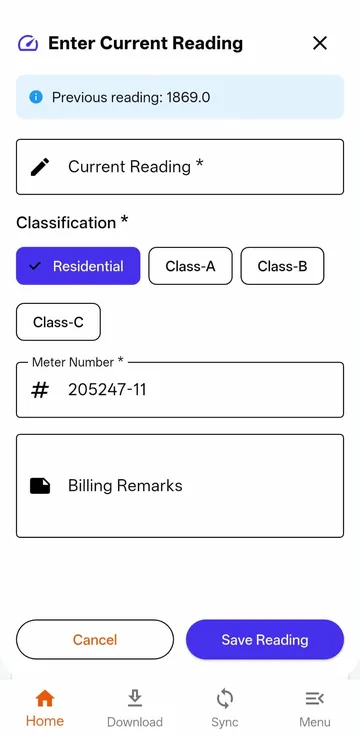 Enter Current Reading
Previous reading: 1869.0
Current Reading *
Classification *
Residential Class-A Class-B
Class-C
Meter Number *
# 205247-11
Billing Remarks
Cancel Save Reading
Home Download Sync Menu